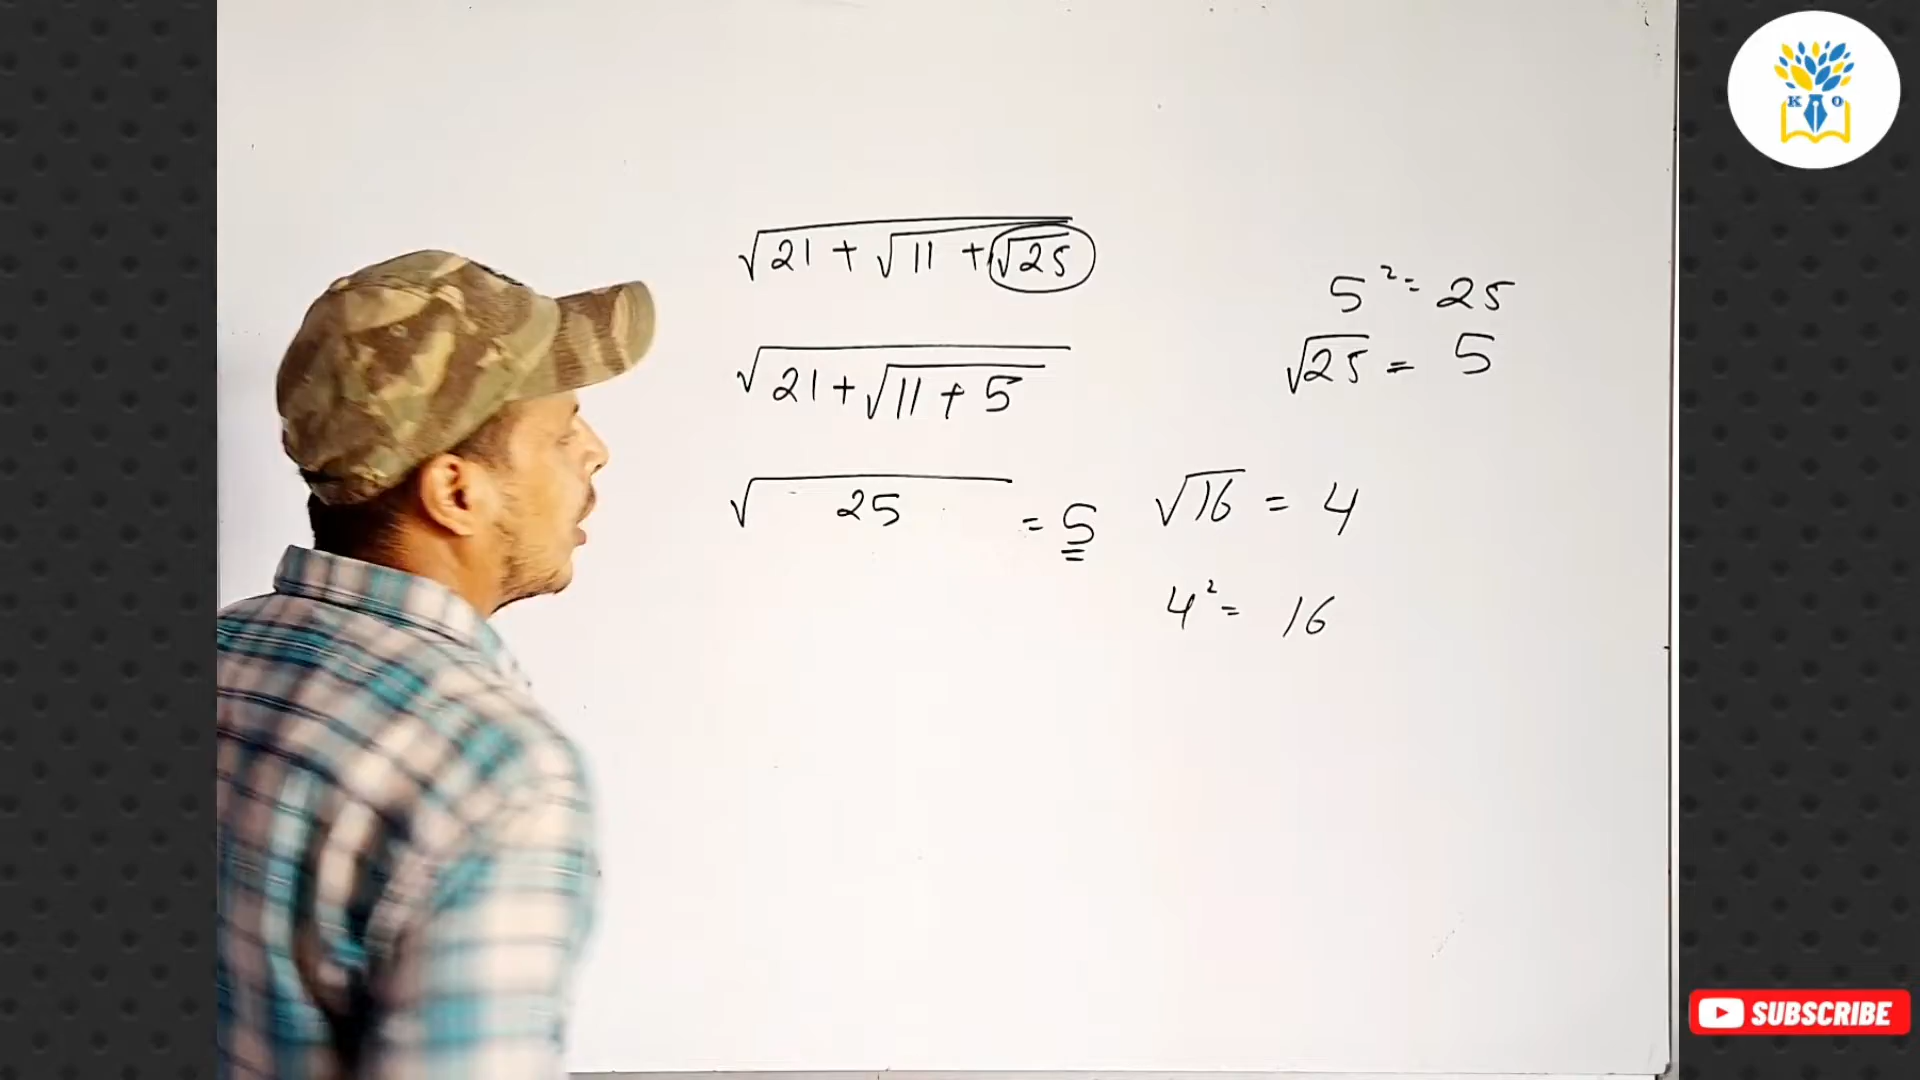 √21 + √11 + √25
√21 + √11 + 5
√25 = 5
5² = 25
√25 = 5
√16 = 4
4² = 16
K O
SUBSCRIBE